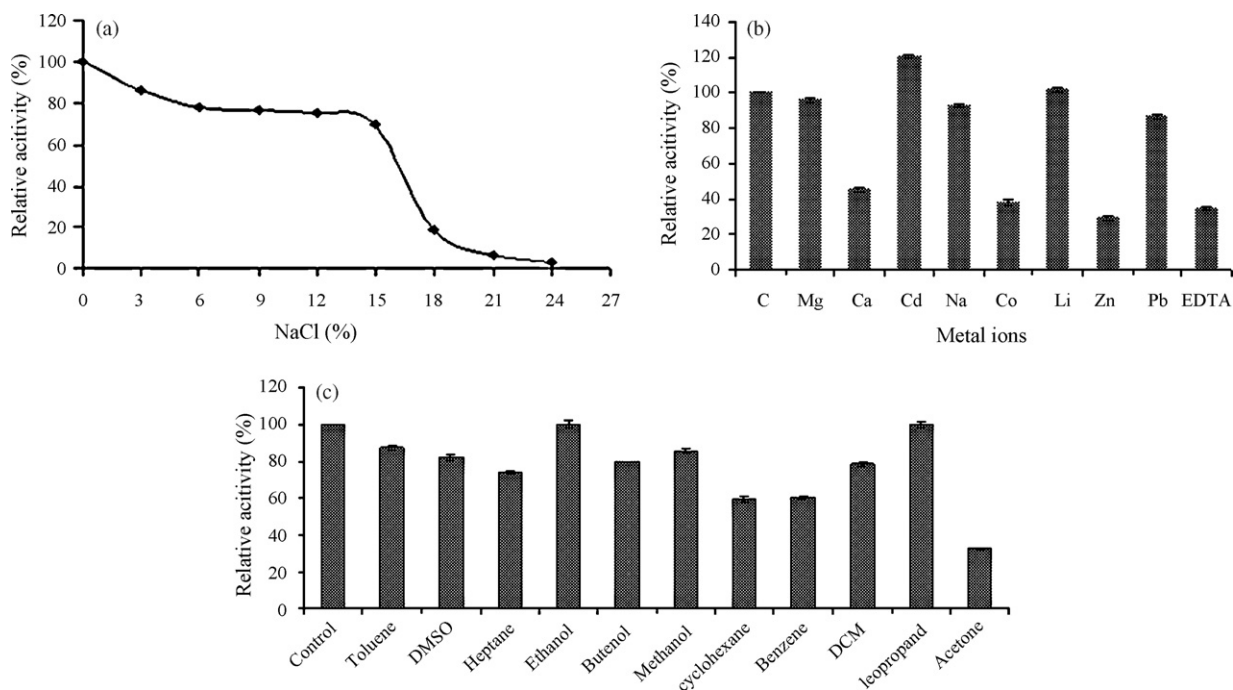 (a)
120
100
80
60
40
20
0
Relative acitivity (%)
0 3 6 9 12 15 18 21 24 27
NaCl (%)
(b)
140
120
100
80
60
40
20
0
Relative acitivity (%)
C Mg Ca Cd Na Co Li Zn Pb EDTA
Metal ions
(c)
120
100
80
60
40
20
0
Relative acitivity (%)
Control Toluene DMSO Heptane Ethanol Butenol Methanol cyclohexane Benzene DCM leopropand Acetone